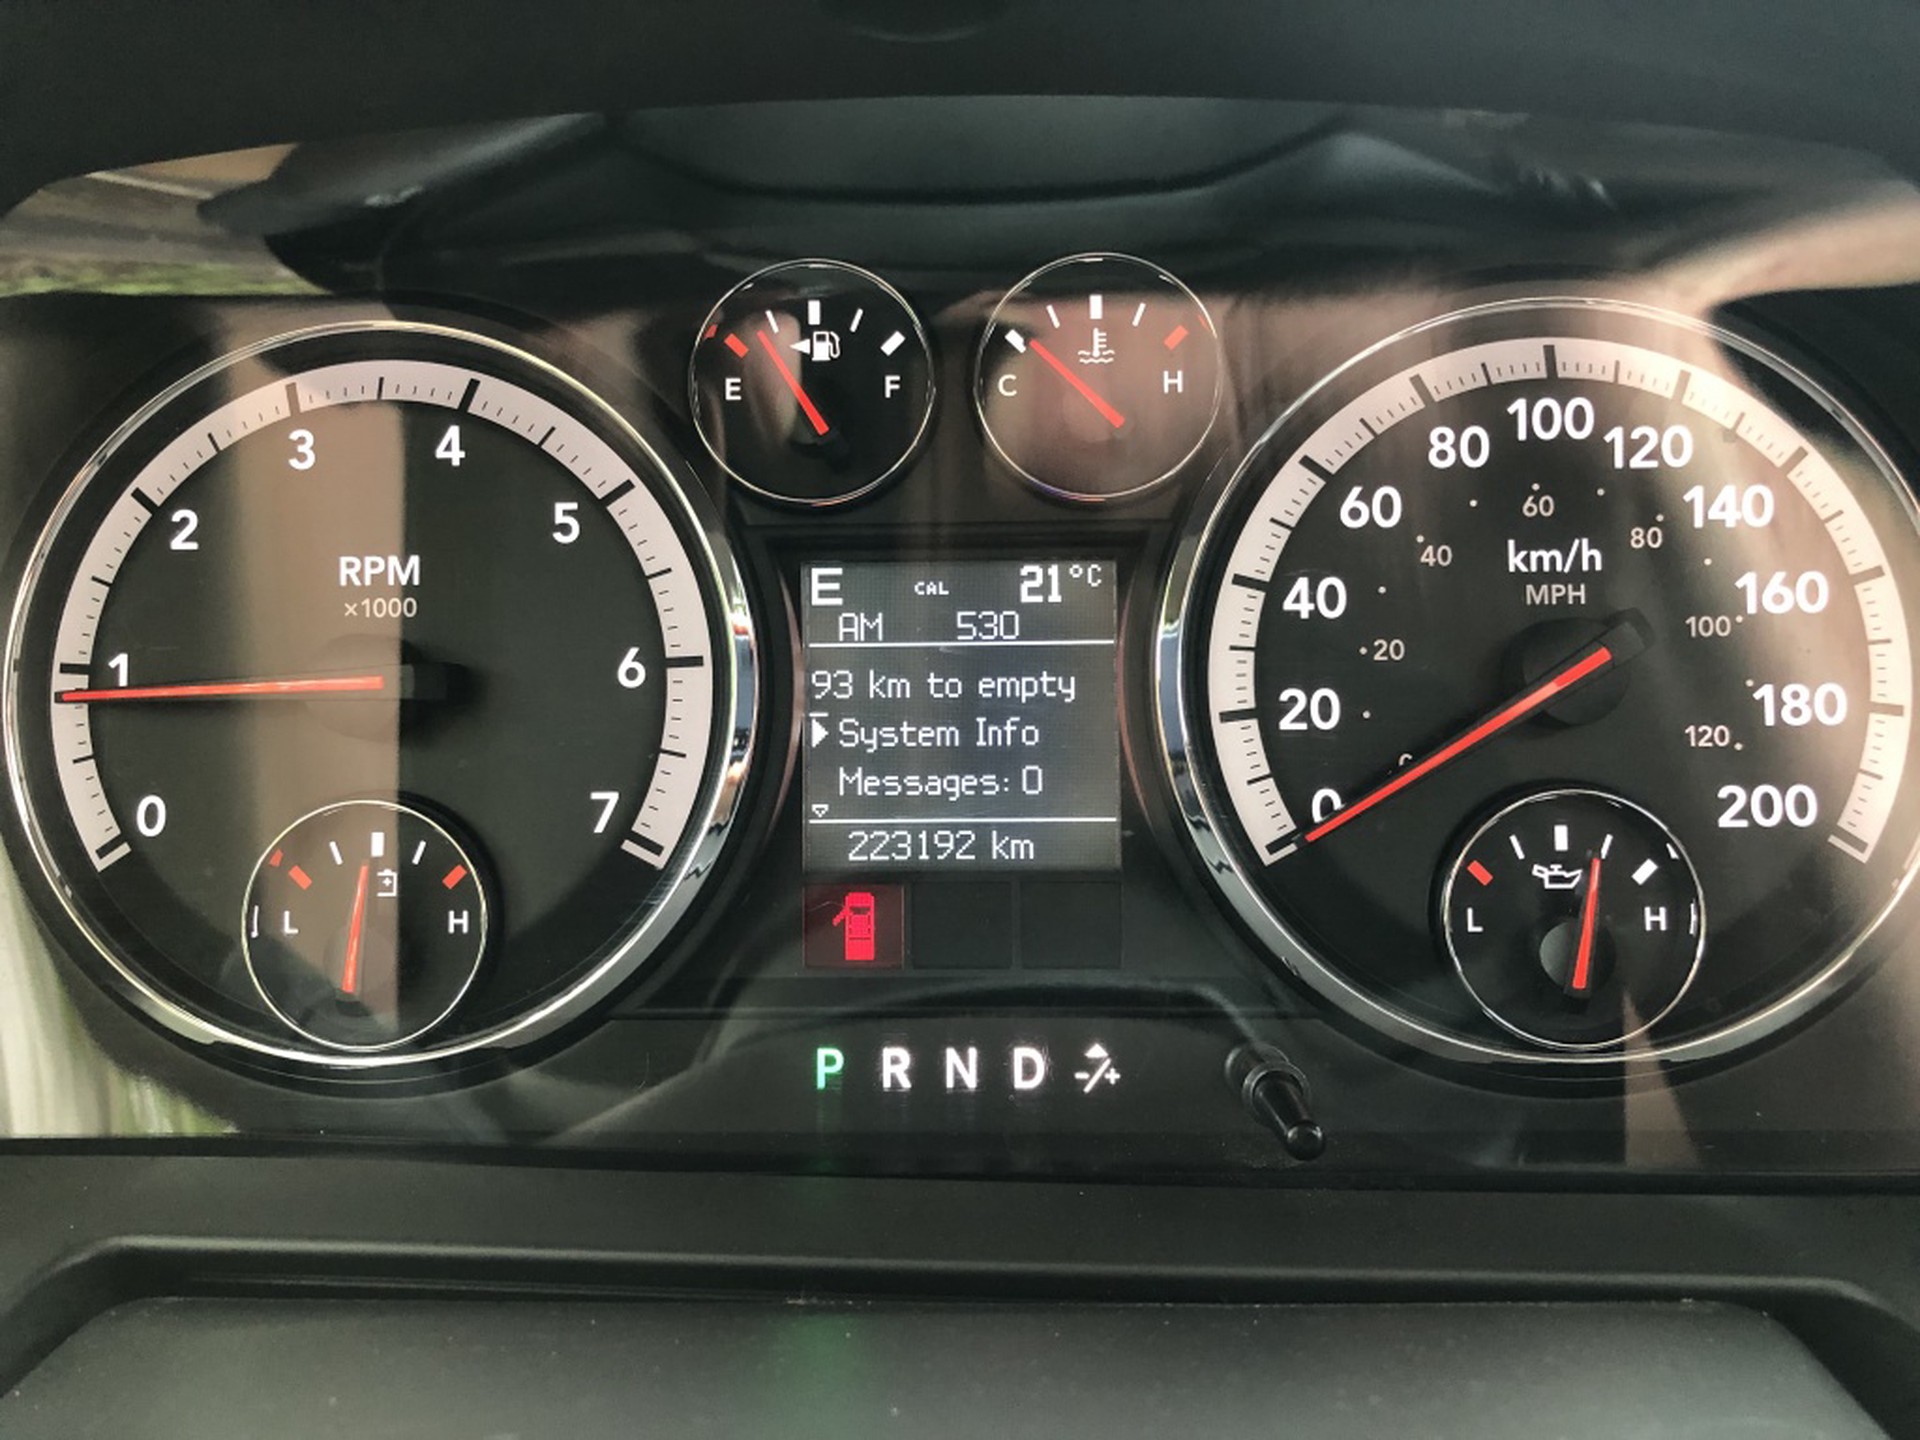 E F
C H
0 1 2 3 4 5 6 7
RPM
×1000
L H
E CAL 21°C
AM 530
93 km to empty
System Info
Messages: 0
223192 km
P R N D -/+
0 20 40 60 80 100 120 140 160 180 200
km/h
MPH
0 20 40 60 80 100 120
L H